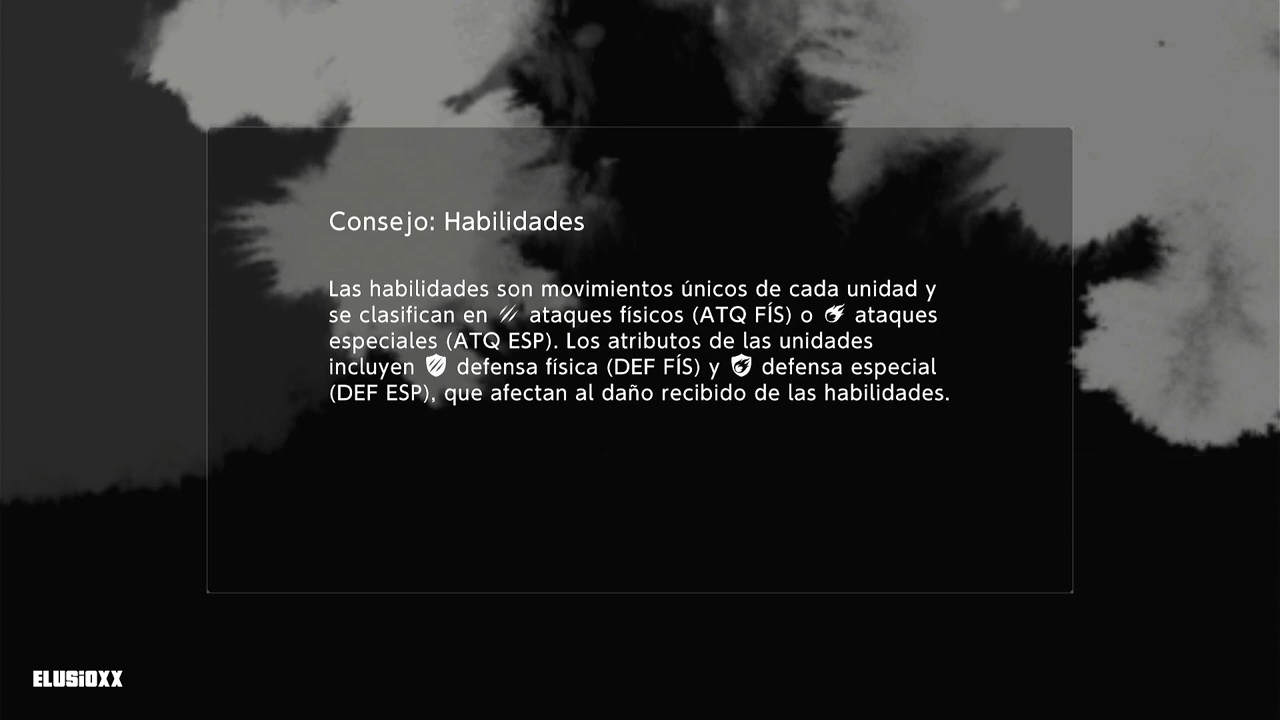 Consejo: Habilidades
Las habilidades son movimientos únicos de cada unidad y
se clasifican en ataques físicos (ATQ FÍS) o ataques
especiales (ATQ ESP). Los atributos de las unidades
incluyen defensa física (DEF FÍS) y defensa especial
(DEF ESP), que afectan al daño recibido de las habilidades.
ELUSiOXX